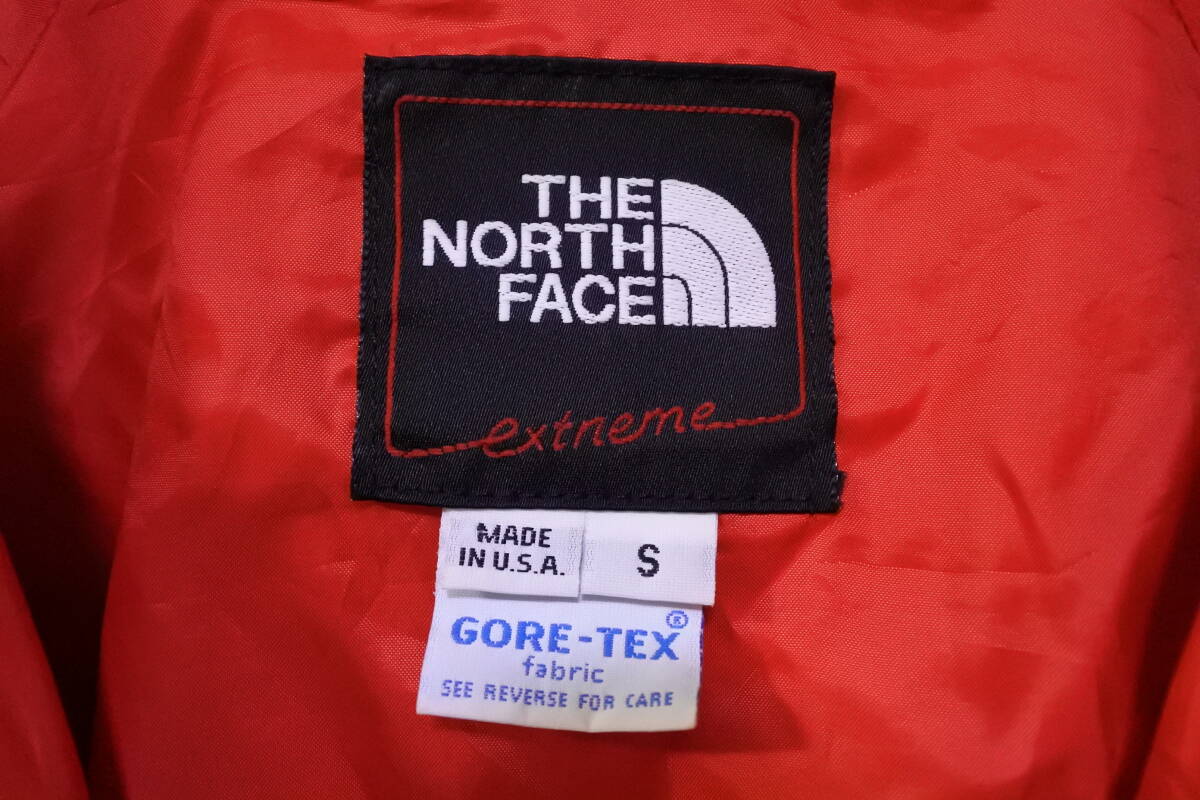 THE
NORTH
FACE
extreme
MADE
IN U.S.A.
S
GORE-TEX®
fabric
SEE REVERSE FOR CARE